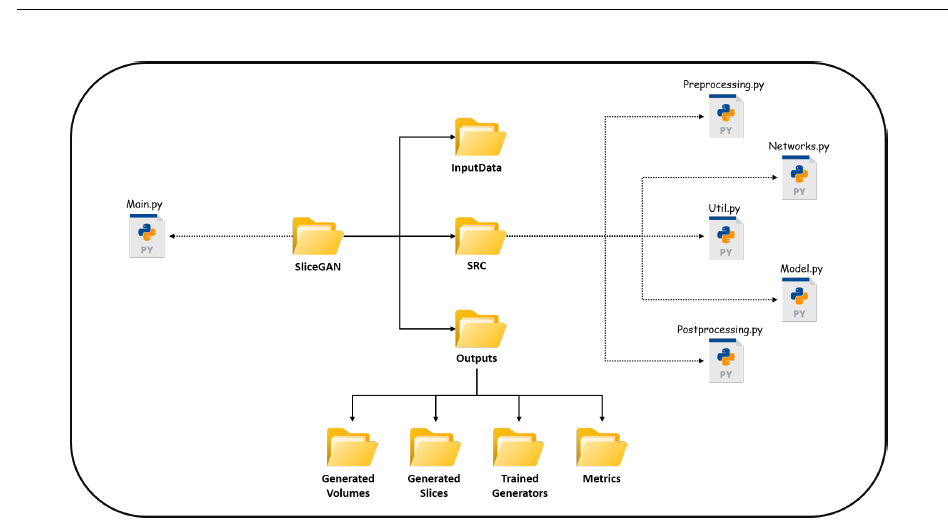 Preprocessing.py
PY
Networks.py
PY
InputData
Main.py
PY
SliceGAN
SRC
Util.py
PY
Model.py
PY
Outputs
Postprocessing.py
PY
Generated
Volumes
Generated
Slices
Trained
Generators
Metrics